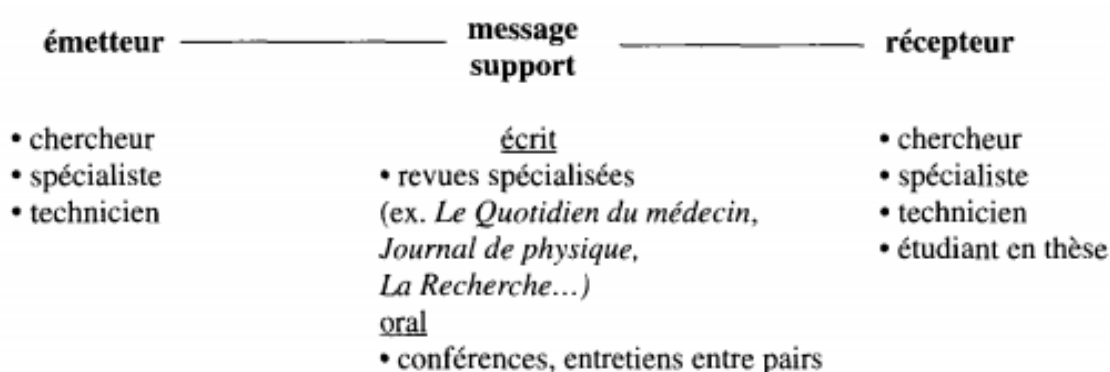 émetteur
message
support
récepteur
• chercheur
• spécialiste
• technicien
écrit
• revues spécialisées
(ex. Le Quotidien du médecin,
Journal de physique,
La Recherche...)
oral
• conférences, entretiens entre pairs
• chercheur
• spécialiste
• technicien
• étudiant en thèse